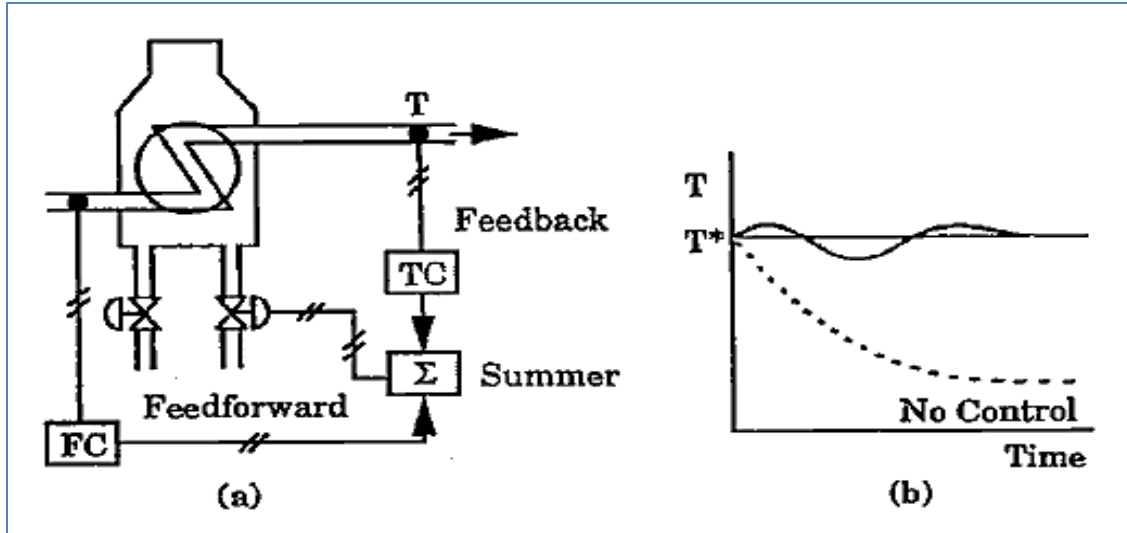 T
Feedback
TC
Σ Summer
Feedforward
FC
(a)
T
T*
No Control
Time
(b)